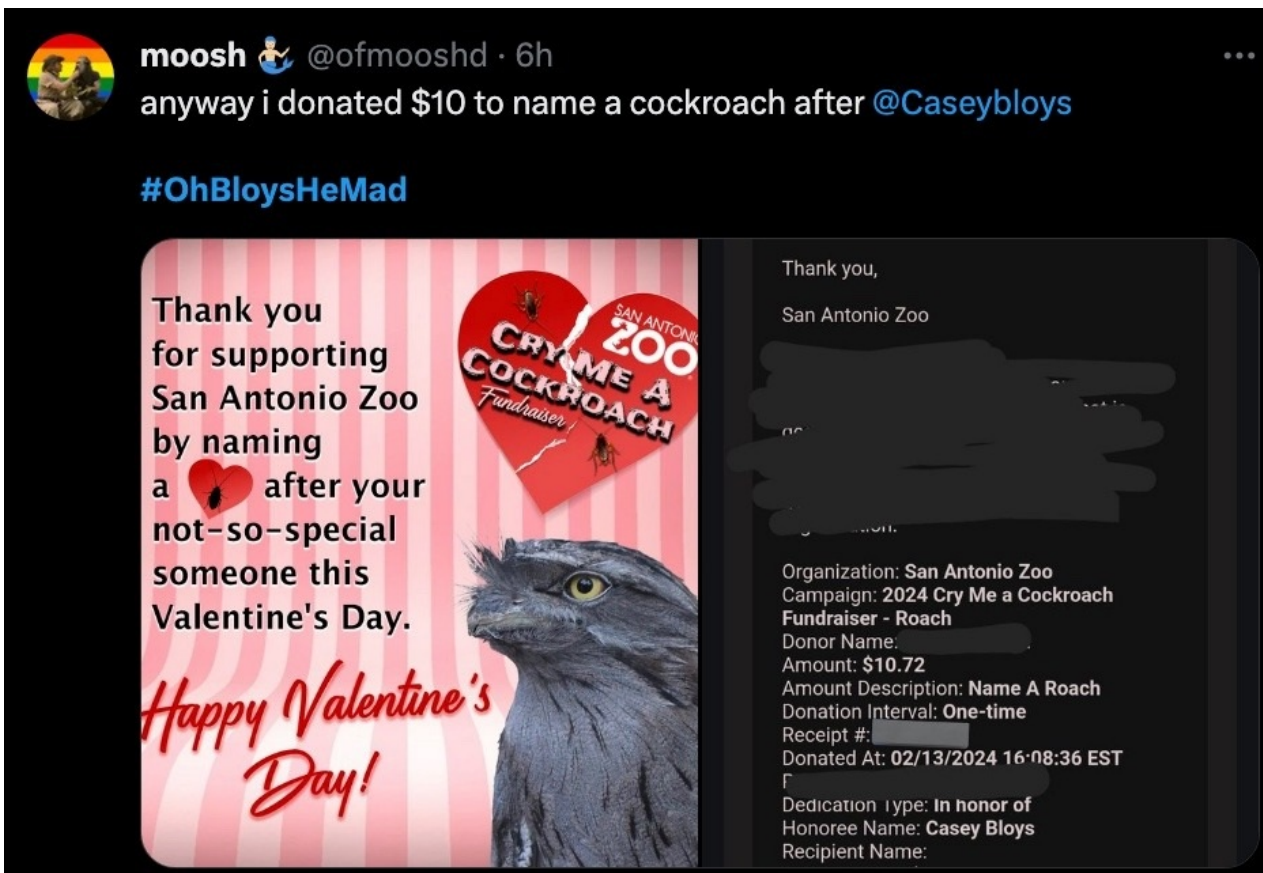 moosh 🧜‍♂️ @ofmooshd · 6h
anyway i donated $10 to name a cockroach after @Caseybloys
#OhBloysHeMad
Thank you
for supporting
San Antonio Zoo
by naming
a after your
not-so-special
someone this
Valentine's Day.
Happy Valentine's
Day!
SAN ANTONIO
ZOO
CRY ME A
COCKROACH
Fundraiser
Thank you,
San Antonio Zoo
Organization: San Antonio Zoo
Campaign: 2024 Cry Me a Cockroach
Fundraiser - Roach
Donor Name:
Amount: $10.72
Amount Description: Name A Roach
Donation Interval: One-time
Receipt #:
Donated At: 02/13/2024 16:08:36 EST
Dedication Type: In honor of
Honoree Name: Casey Bloys
Recipient Name: